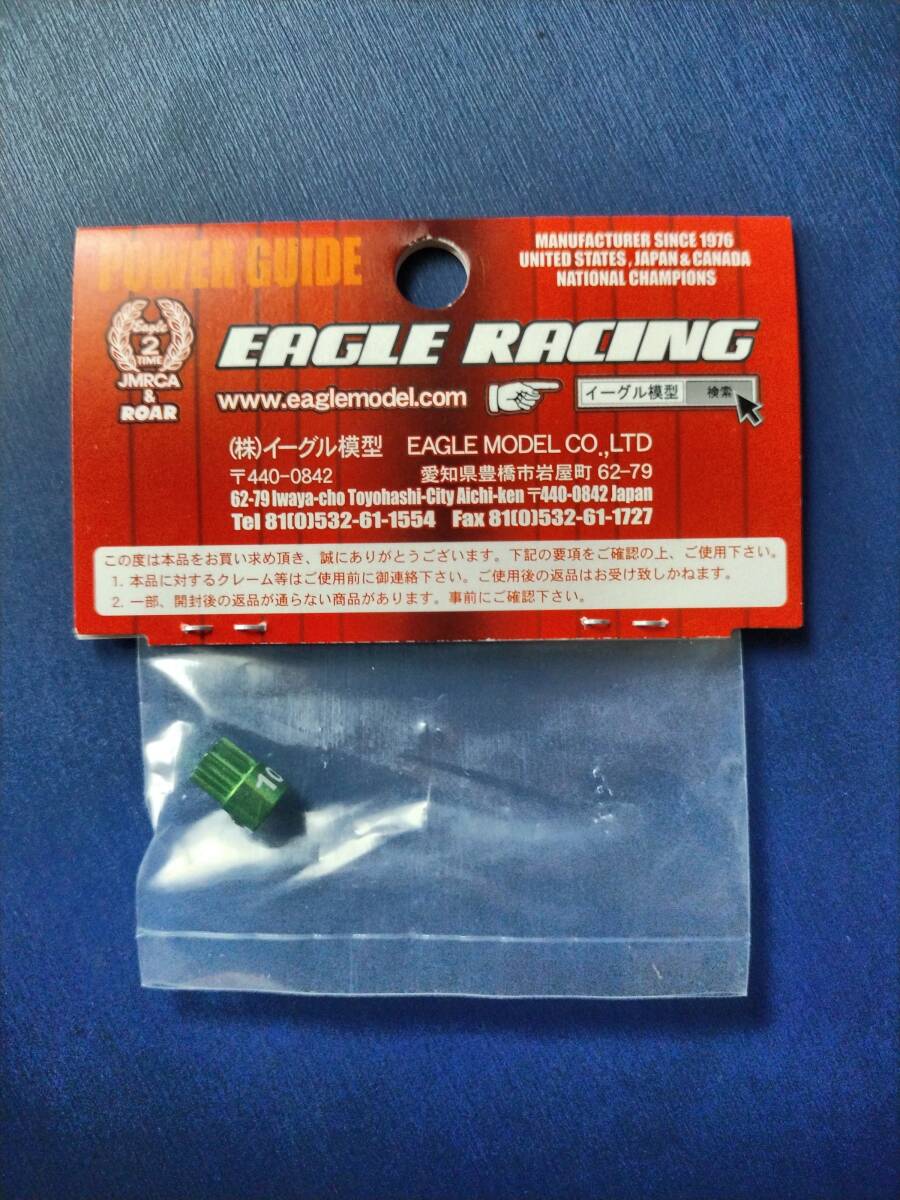 POWER GUIDE
MANUFACTURER SINCE 1976
UNITED STATES, JAPAN & CANADA
NATIONAL CHAMPIONS
Eagle
2
TIME
JMRCA
&
ROAR
EAGLE RACING
www.eaglemodel.com
イーグル模型 検索
(株)イーグル模型 EAGLE MODEL CO.,LTD
〒440-0842 愛知県豊橋市岩屋町 62-79
62-79 Iwaya-cho Toyohashi-City Aichi-ken 〒440-0842 Japan
Tel 81(0)532-61-1554 Fax 81(0)532-61-1727
この度は本品をお買い求め頂き、誠にありがとうございます。下記の要項をご確認の上、ご使用下さい。
1. 本品に対するクレーム等はご使用前に御連絡下さい。ご使用後の返品はお受け致しかねます。
2. 一部、開封後の返品が通らない商品があります。事前にご確認下さい。